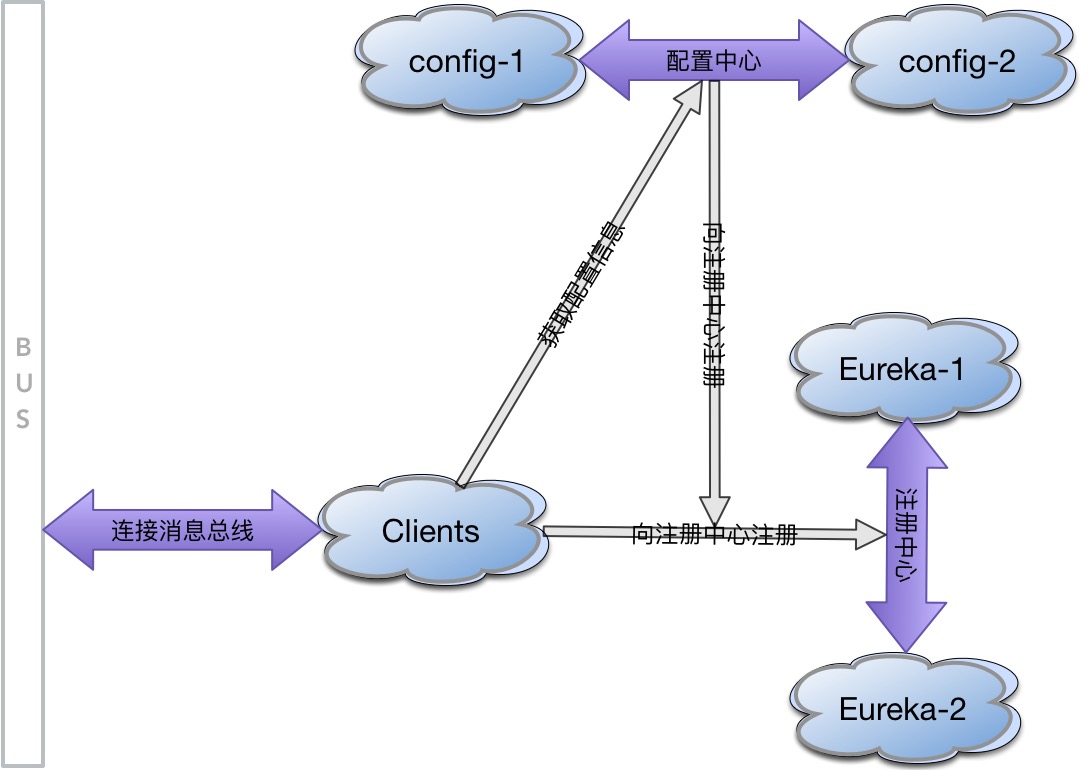 config-1
配置中心
config-2
获取配置信息
向注册中心注册
B
U
S
Eureka-1
连接消息总线
Clients
向注册中心注册
注册中心
Eureka-2